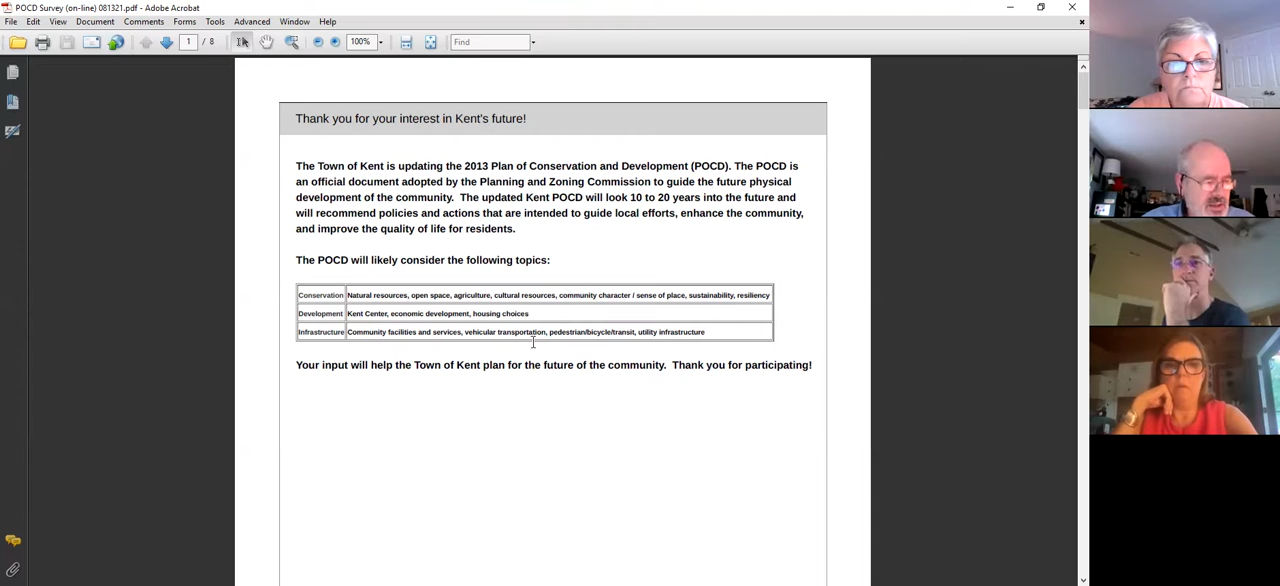 POCD Survey (on-line) 081321.pdf - Adobe Acrobat
File Edit View Document Comments Forms Tools Advanced Window Help
1 / 8 100% Find
Thank you for your interest in Kent's future!
The Town of Kent is updating the 2013 Plan of Conservation and Development (POCD). The POCD is
an official document adopted by the Planning and Zoning Commission to guide the future physical
development of the community. The updated Kent POCD will look 10 to 20 years into the future and
will recommend policies and actions that are intended to guide local efforts, enhance the community,
and improve the quality of life for residents.
The POCD will likely consider the following topics:
Conservation Natural resources, open space, agriculture, cultural resources, community character / sense of place, sustainability, resiliency
Development Kent Center, economic development, housing choices
Infrastructure Community facilities and services, vehicular transportation, pedestrian/bicycle/transit, utility infrastructure
Your input will help the Town of Kent plan for the future of the community. Thank you for participating!